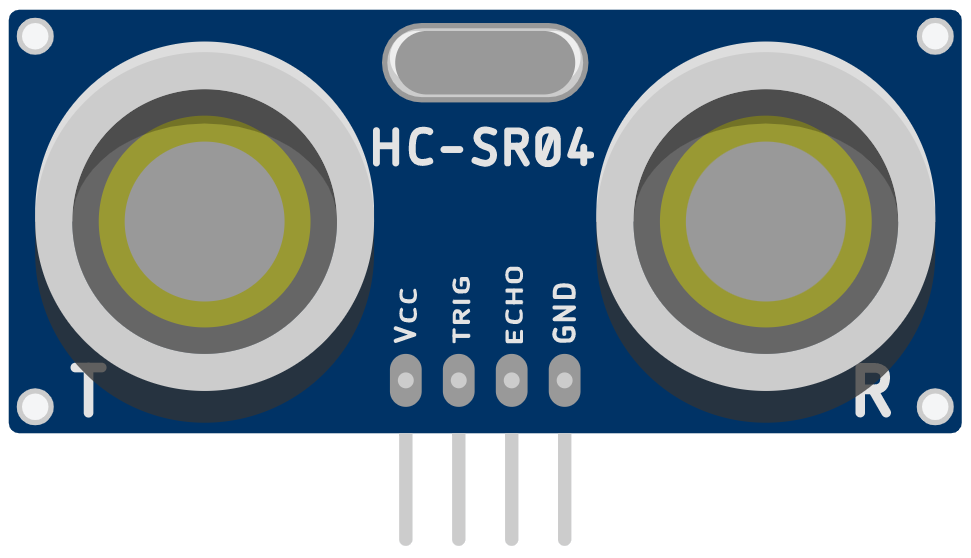 HC-SR04
VCC
TRIG
ECHO
GND
T
R